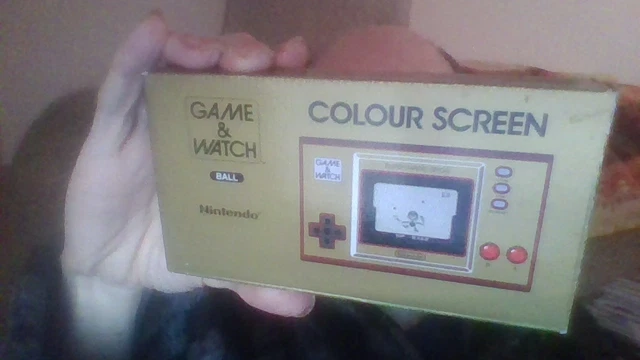 GAME
&
WATCH
BALL
Nintendo
COLOUR SCREEN
GAME &
WATCH